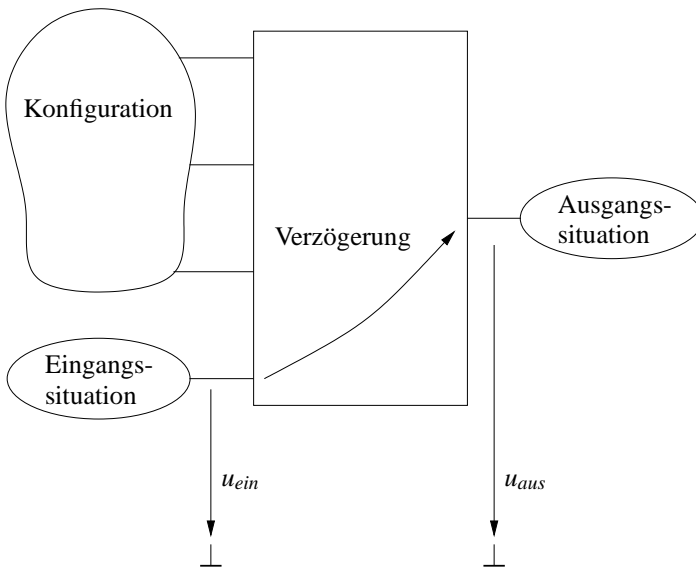 Konfiguration
Verzögerung
Ausgangs-
situation
Eingangs-
situation
u_ein
u_aus